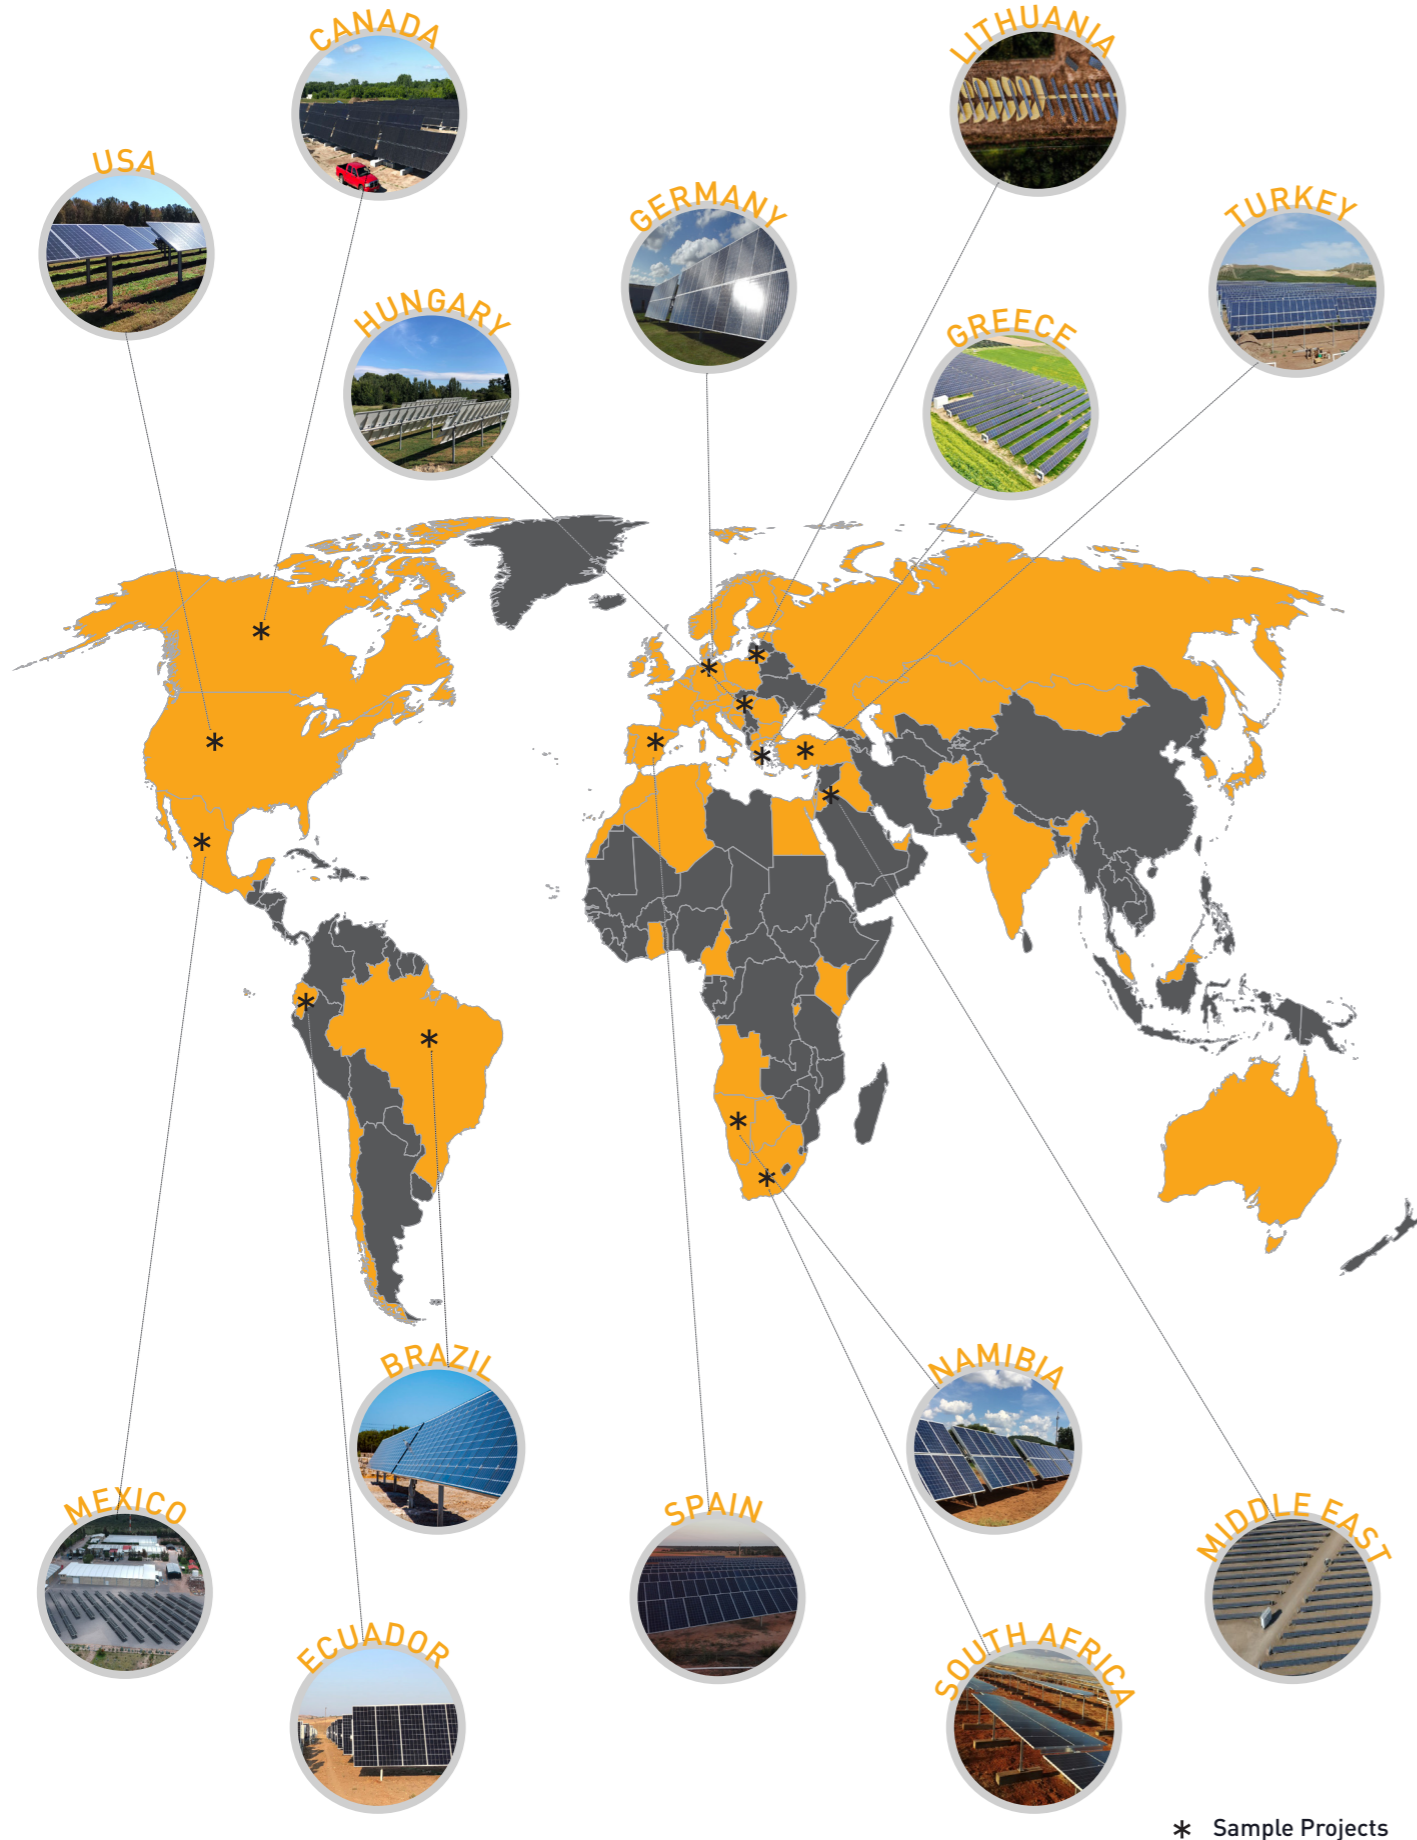 CANADA
LITHUANIA
USA
GERMANY
TURKEY
HUNGARY
GREECE
BRAZIL
NAMIBIA
MEXICO
SPAIN
MIDDLE EAST
ECUADOR
SOUTH AFRICA
* Sample Projects